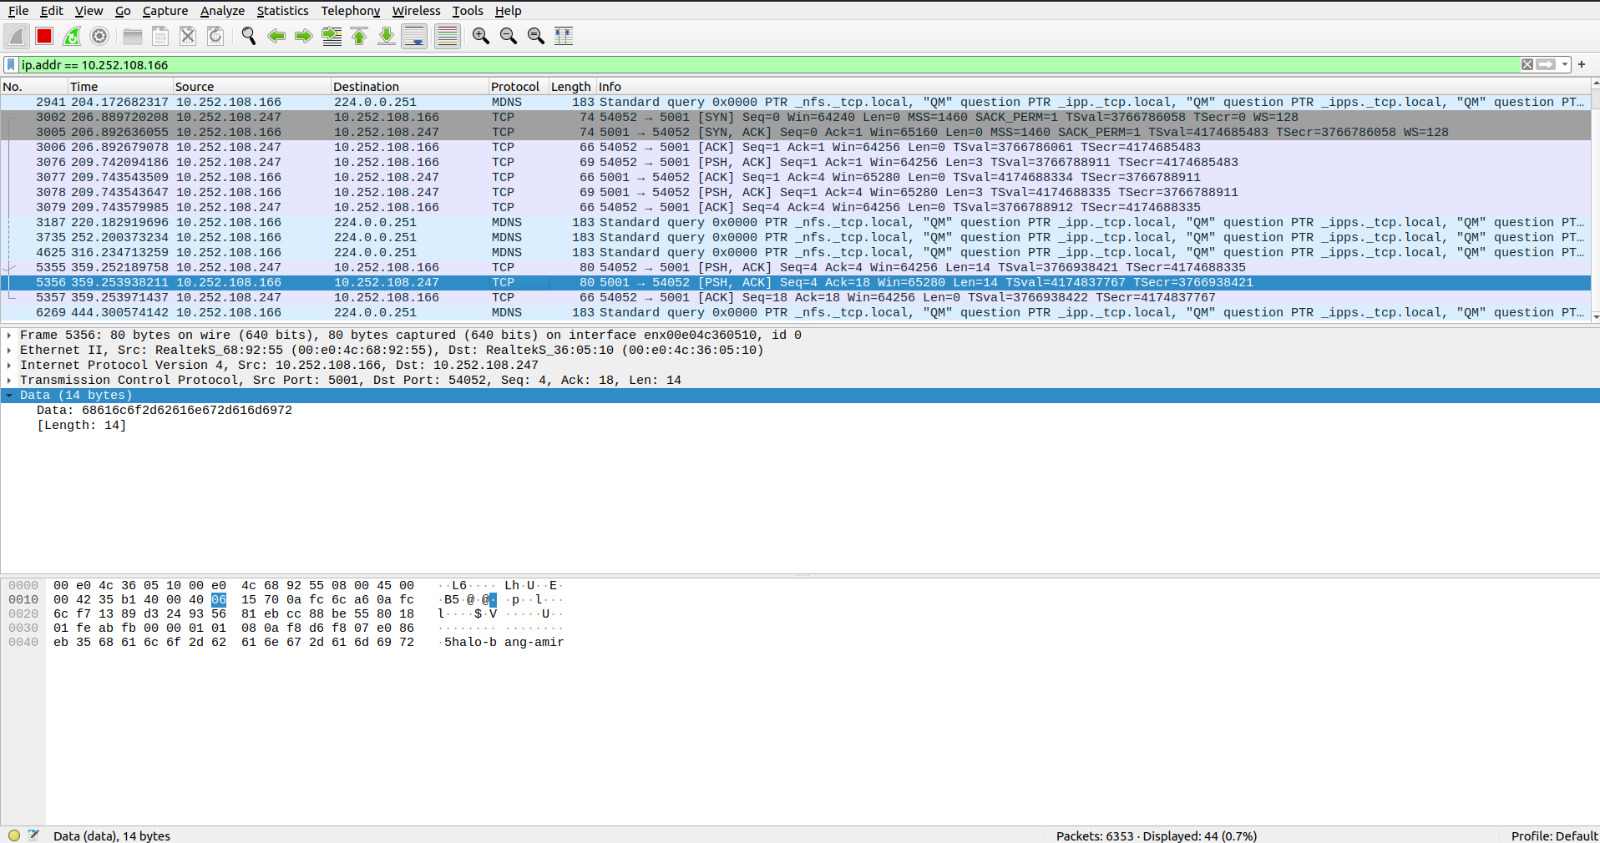 File Edit View Go Capture Analyze Statistics Telephony Wireless Tools Help
ip.addr == 10.252.108.166
No. Time Source Destination Protocol Length Info
2941 204.172682317 10.252.108.166 224.0.0.251 MDNS 183 Standard query 0x0000 PTR _nfs._tcp.local, "QM" question PTR _ipp._tcp.local, "QM" question PTR _ipps._tcp.local, "QM" question PT…
3002 206.889720208 10.252.108.247 10.252.108.166 TCP 74 54052 → 5001 [SYN] Seq=0 Win=64240 Len=0 MSS=1460 SACK_PERM=1 TSval=3766786058 TSecr=0 WS=128
3005 206.892636055 10.252.108.166 10.252.108.247 TCP 74 5001 → 54052 [SYN, ACK] Seq=0 Ack=1 Win=65160 Len=0 MSS=1460 SACK_PERM=1 TSval=4174685483 TSecr=3766786058 WS=128
3006 206.892679078 10.252.108.247 10.252.108.166 TCP 66 54052 → 5001 [ACK] Seq=1 Ack=1 Win=64256 Len=0 TSval=3766786061 TSecr=4174685483
3076 209.742094186 10.252.108.247 10.252.108.166 TCP 69 54052 → 5001 [PSH, ACK] Seq=1 Ack=1 Win=64256 Len=3 TSval=3766788911 TSecr=4174685483
3077 209.743543509 10.252.108.166 10.252.108.247 TCP 66 5001 → 54052 [ACK] Seq=1 Ack=4 Win=65280 Len=0 TSval=4174688334 TSecr=3766788911
3078 209.743543647 10.252.108.166 10.252.108.247 TCP 69 5001 → 54052 [PSH, ACK] Seq=1 Ack=4 Win=65280 Len=3 TSval=4174688335 TSecr=3766788911
3079 209.743579985 10.252.108.247 10.252.108.166 TCP 66 54052 → 5001 [ACK] Seq=4 Ack=4 Win=64256 Len=0 TSval=3766788912 TSecr=4174688335
3187 220.182919696 10.252.108.166 224.0.0.251 MDNS 183 Standard query 0x0000 PTR _nfs._tcp.local, "QM" question PTR _ipp._tcp.local, "QM" question PTR _ipps._tcp.local, "QM" question PT…
3735 252.200373234 10.252.108.166 224.0.0.251 MDNS 183 Standard query 0x0000 PTR _nfs._tcp.local, "QM" question PTR _ipp._tcp.local, "QM" question PTR _ipps._tcp.local, "QM" question PT…
4625 316.234713259 10.252.108.166 224.0.0.251 MDNS 183 Standard query 0x0000 PTR _nfs._tcp.local, "QM" question PTR _ipp._tcp.local, "QM" question PTR _ipps._tcp.local, "QM" question PT…
5355 359.252189758 10.252.108.247 10.252.108.166 TCP 80 54052 → 5001 [PSH, ACK] Seq=4 Ack=4 Win=64256 Len=14 TSval=3766938421 TSecr=4174688335
5356 359.253938211 10.252.108.166 10.252.108.247 TCP 80 5001 → 54052 [PSH, ACK] Seq=4 Ack=18 Win=65280 Len=14 TSval=4174837767 TSecr=3766938421
5357 359.253971437 10.252.108.247 10.252.108.166 TCP 66 54052 → 5001 [ACK] Seq=18 Ack=18 Win=64256 Len=0 TSval=3766938422 TSecr=4174837767
6269 444.300574142 10.252.108.166 224.0.0.251 MDNS 183 Standard query 0x0000 PTR _nfs._tcp.local, "QM" question PTR _ipp._tcp.local, "QM" question PTR _ipps._tcp.local, "QM" question PT…
Frame 5356: 80 bytes on wire (640 bits), 80 bytes captured (640 bits) on interface enx00e04c360510, id 0
Ethernet II, Src: RealtekS_68:92:55 (00:e0:4c:68:92:55), Dst: RealtekS_36:05:10 (00:e0:4c:36:05:10)
Internet Protocol Version 4, Src: 10.252.108.166, Dst: 10.252.108.247
Transmission Control Protocol, Src Port: 5001, Dst Port: 54052, Seq: 4, Ack: 18, Len: 14
Data (14 bytes)
Data: 68616c6f2d62616e672d616d6972
[Length: 14]
0000 00 e0 4c 36 05 10 00 e0 4c 68 92 55 08 00 45 00 ··L6···· Lh·U··E·
0010 00 42 35 b1 40 00 40 06 15 70 0a fc 6c a6 0a fc ·B5·@·@· ·p··l···
0020 6c f7 13 89 d3 24 93 56 81 eb cc 88 be 55 80 18 l····$·V ·····U··
0030 01 fe ab fb 00 00 01 01 08 0a f8 d6 f8 07 e0 86 ········ ········
0040 eb 35 68 61 6c 6f 2d 62 61 6e 67 2d 61 6d 69 72 ·5halo-b ang-amir
Data (data), 14 bytes Packets: 6353 · Displayed: 44 (0.7%) Profile: Default